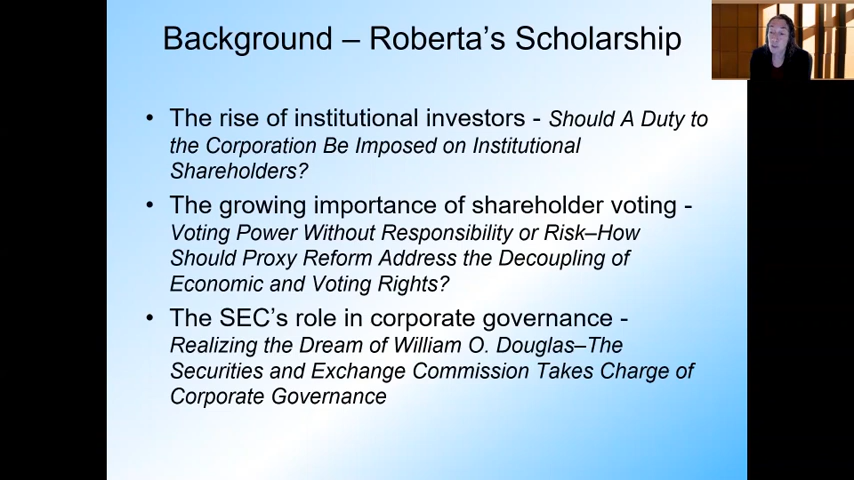 Background – Roberta's Scholarship
• The rise of institutional investors - Should A Duty to
the Corporation Be Imposed on Institutional
Shareholders?
• The growing importance of shareholder voting -
Voting Power Without Responsibility or Risk–How
Should Proxy Reform Address the Decoupling of
Economic and Voting Rights?
• The SEC's role in corporate governance -
Realizing the Dream of William O. Douglas–The
Securities and Exchange Commission Takes Charge of
Corporate Governance